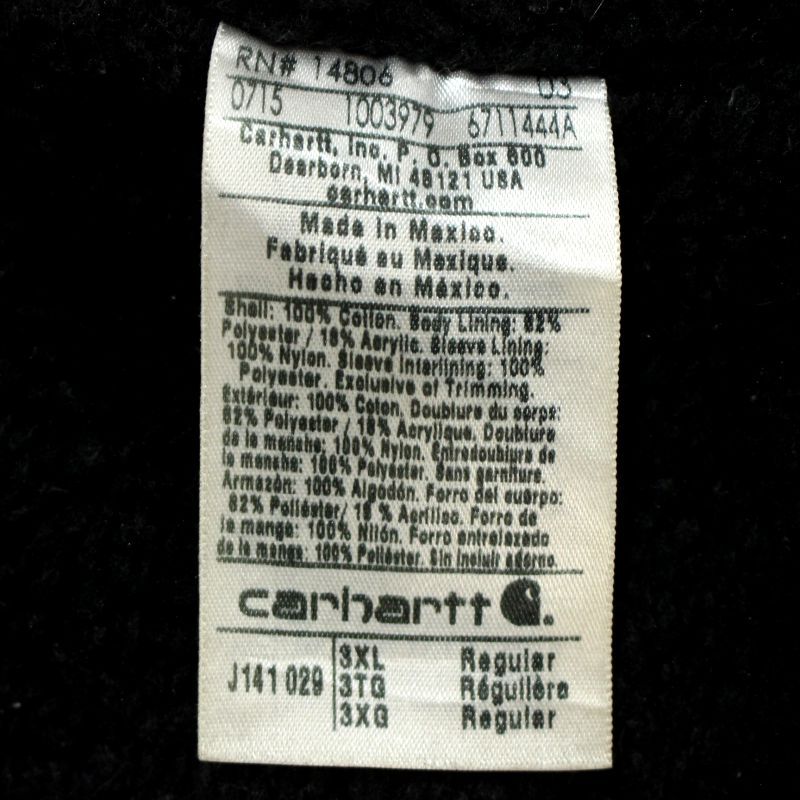 RN# 14806 03
0715 1003979 6711444A
Carhartt, Inc. P. O. Box 600
Dearborn, MI 48121 USA
carhartt.com
Made in Mexico.
Fabriqué au Mexique.
Hecho en México.
Shell: 100% Cotton. Body Lining: 82%
Polyester / 18% Acrylic. Sleeve Lining:
100% Nylon. Sleeve Interlining: 100%
Polyester. Exclusive of Trimming.
Extérieur: 100% Coton. Doublure du corps:
82% Polyester / 18% Acrylique. Doublure
de la manche: 100% Nylon. Entredoublure de
la manche: 100% Polyester. Sans garniture.
Armazón: 100% Algodón. Forro del cuerpo:
82% Poliéster/ 18 % Acrílico. Forro de
la manga: 100% Nilón. Forro entrelazado
de la manga: 100% Poliéster. Sin incluir adorno.
carhartt
J141 029 3XL Regular
3TG Régulière
3XG Regular